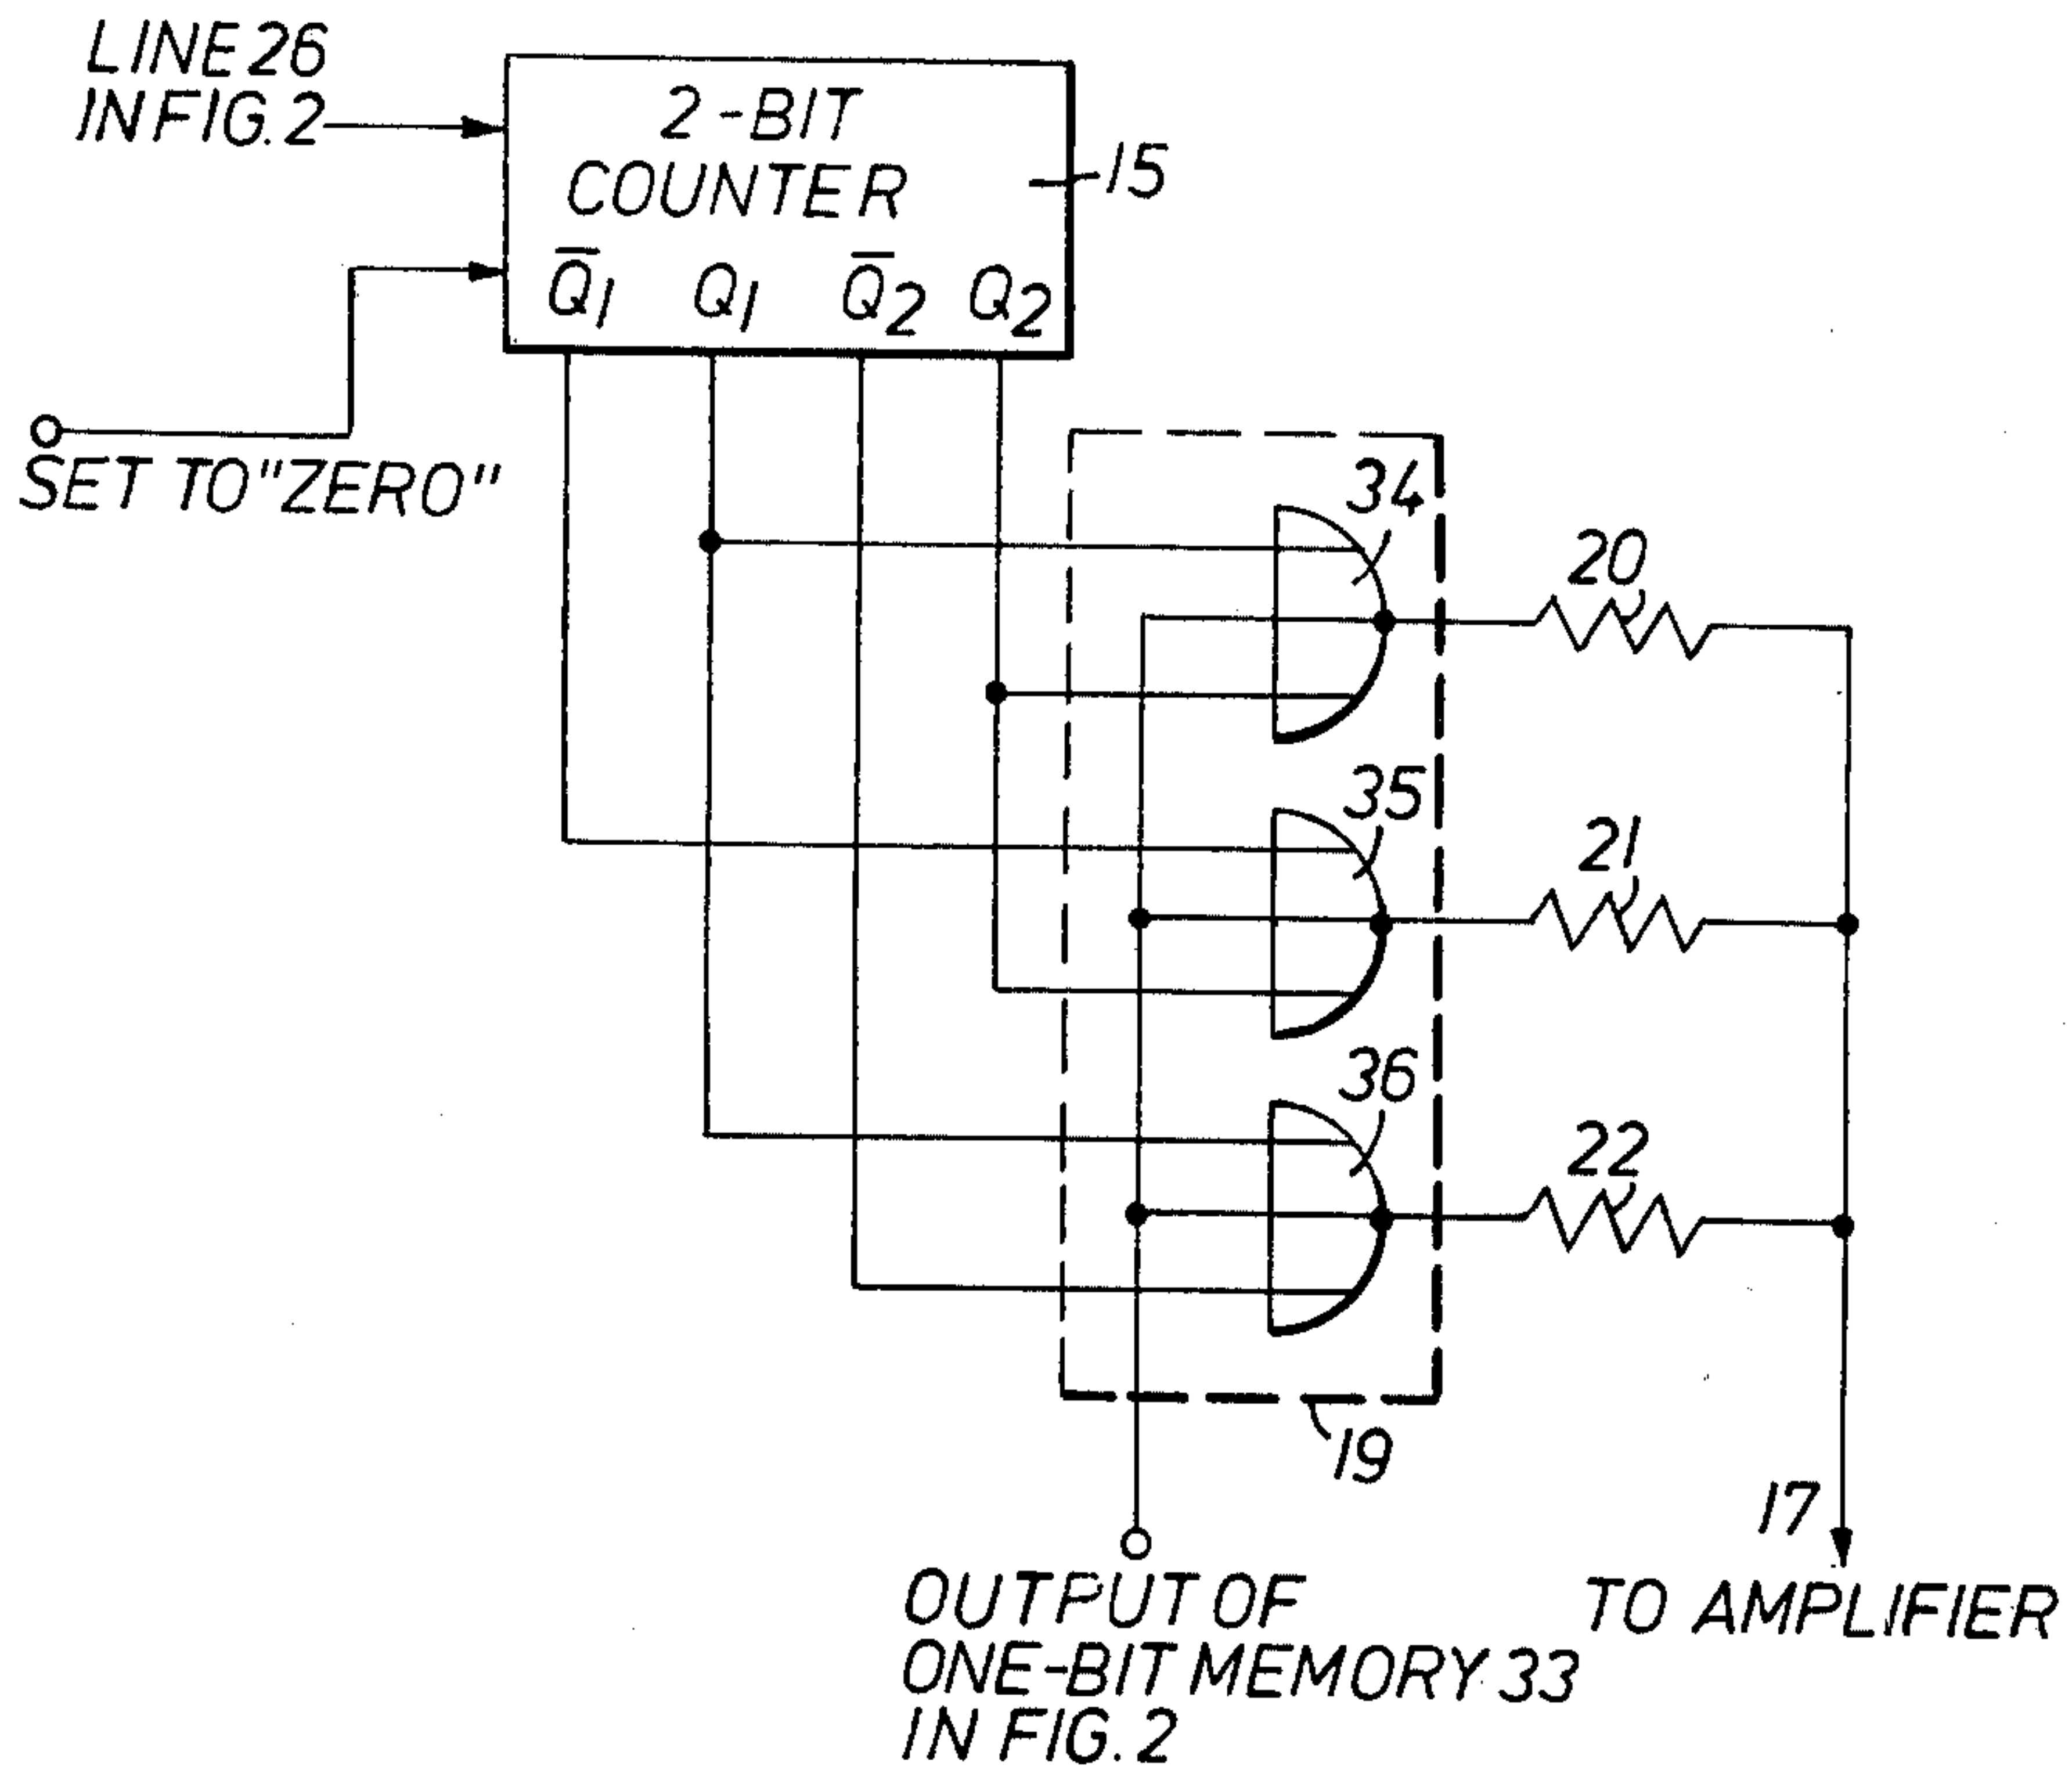 LINE 26
IN FIG. 2
2-BIT
COUNTER
15
Q̅1 Q1 Q̅2 Q2
SET TO "ZERO"
34
20
35
21
36
22
19
17
OUTPUT OF
ONE-BIT MEMORY 33
IN FIG. 2
TO AMPLIFIER